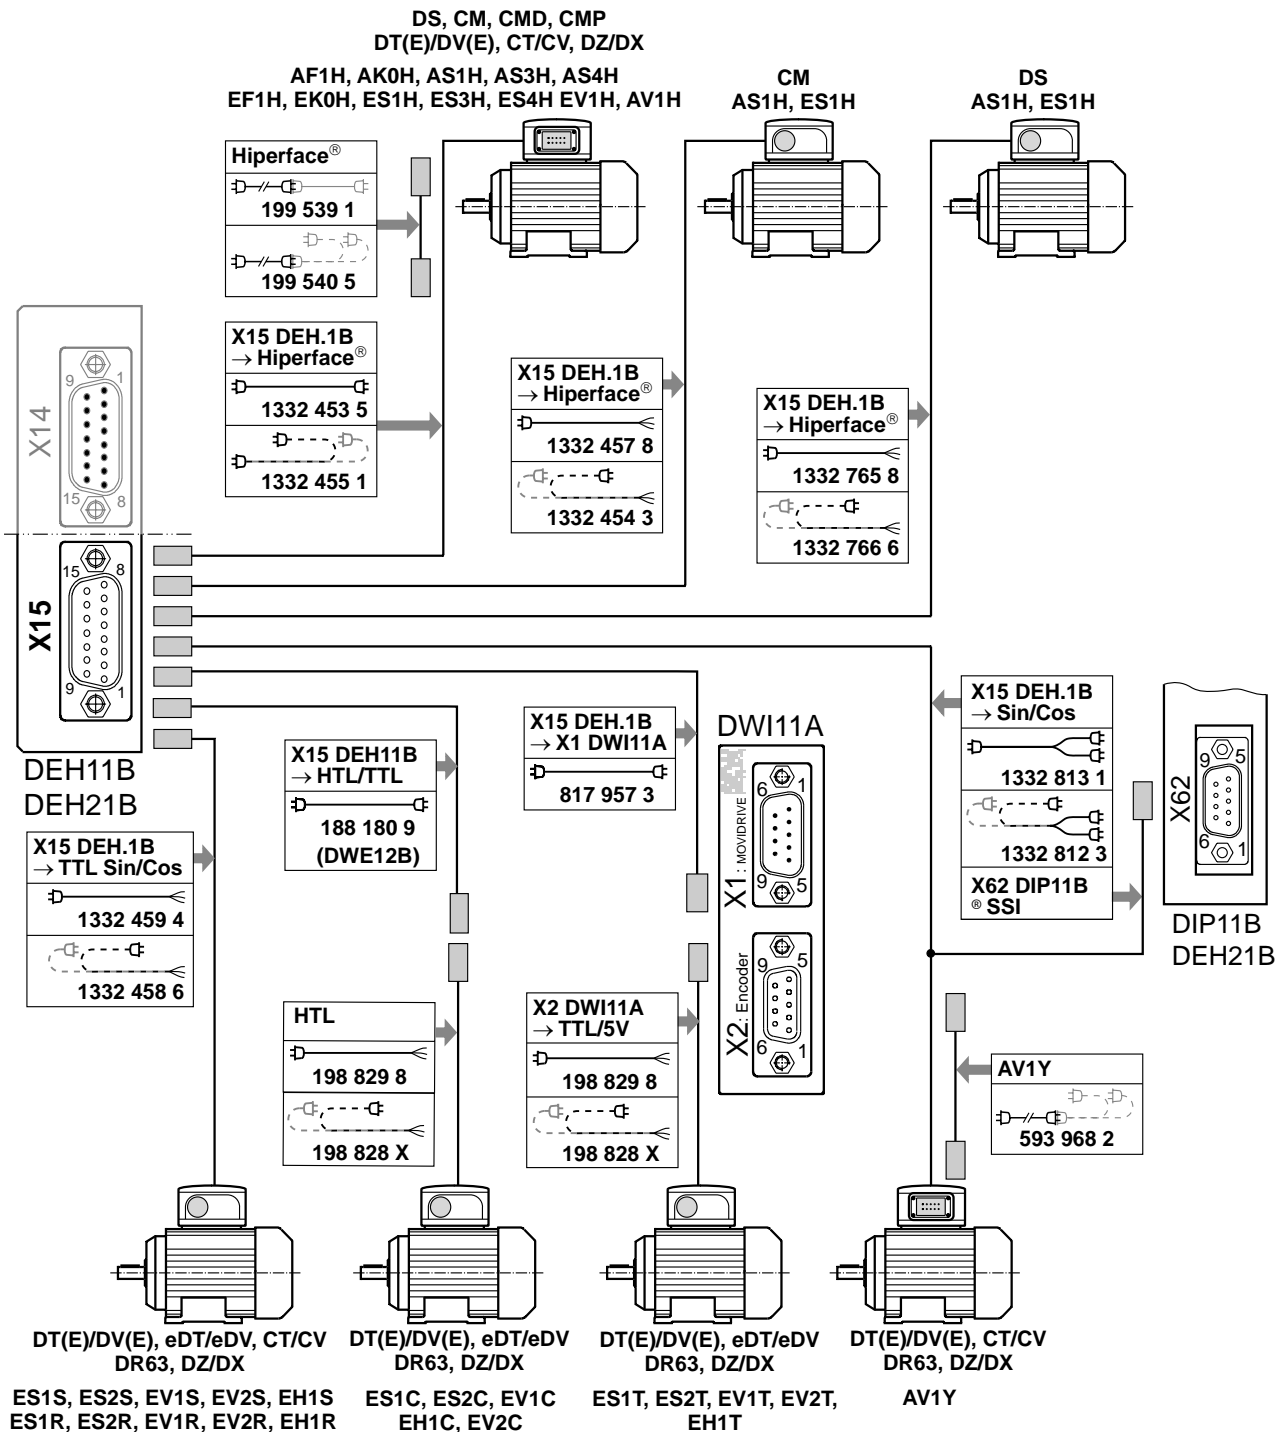 DS, CM, CMD, CMP
DT(E)/DV(E), CT/CV, DZ/DX
AF1H, AK0H, AS1H, AS3H, AS4H
EF1H, EK0H, ES1H, ES3H, ES4H EV1H, AV1H
CM
AS1H, ES1H
DS
AS1H, ES1H
Hiperface®
199 539 1
199 540 5
X15 DEH.1B
→ Hiperface®
1332 453 5
1332 455 1
X15 DEH.1B
→ Hiperface®
1332 457 8
1332 454 3
X15 DEH.1B
→ Hiperface®
1332 765 8
1332 766 6
X14
9
1
15
8
X15
15
8
9
1
DEH11B
DEH21B
X15 DEH.1B
→ TTL Sin/Cos
1332 459 4
1332 458 6
X15 DEH11B
→ HTL/TTL
188 180 9
(DWE12B)
HTL
198 829 8
198 828 X
X15 DEH.1B
→ X1 DWI11A
817 957 3
X2 DWI11A
→ TTL/5V
198 829 8
198 828 X
DWI11A
X1: MOVIDRIVE
6
1
9
5
X2: Encoder
9
5
6
1
X15 DEH.1B
→ Sin/Cos
1332 813 1
1332 812 3
X62 DIP11B
® SSI
X62
9
5
6
1
DIP11B
DEH21B
AV1Y
593 968 2
DT(E)/DV(E), eDT/eDV, CT/CV
DR63, DZ/DX
ES1S, ES2S, EV1S, EV2S, EH1S
ES1R, ES2R, EV1R, EV2R, EH1R
DT(E)/DV(E), eDT/eDV
DR63, DZ/DX
ES1C, ES2C, EV1C
EH1C, EV2C
DT(E)/DV(E), eDT/eDV
DR63, DZ/DX
ES1T, ES2T, EV1T, EV2T,
EH1T
DT(E)/DV(E), CT/CV
DR63, DZ/DX
AV1Y